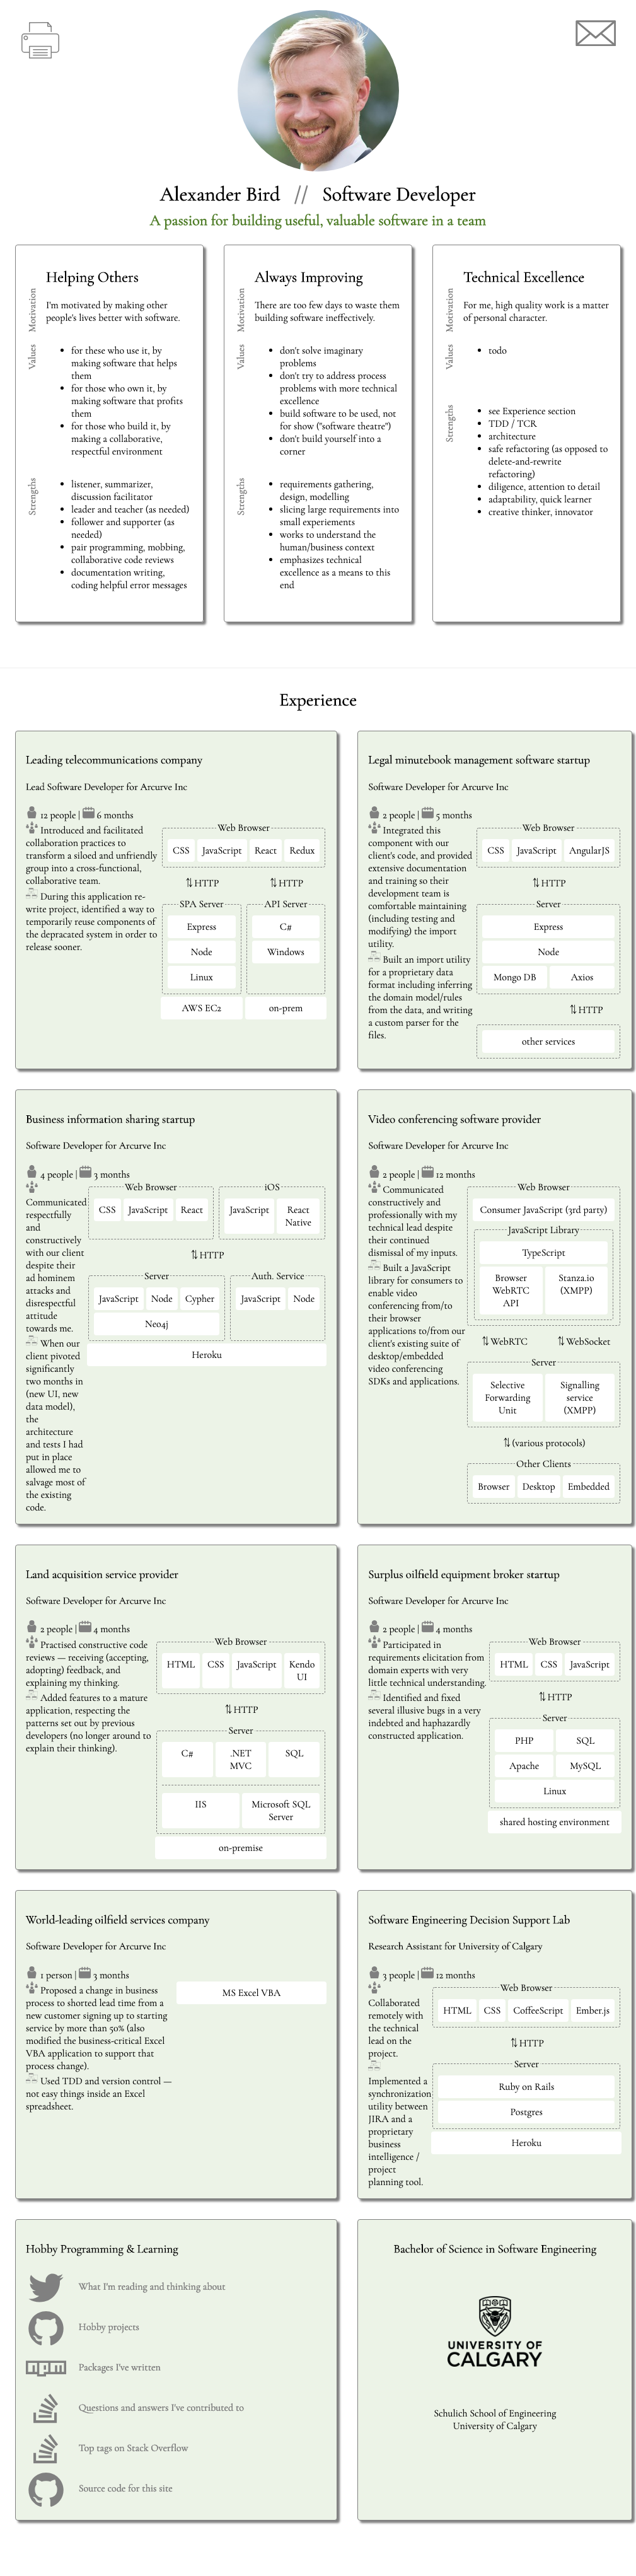 Alexander Bird // Software Developer
A passion for building useful, valuable software in a team
Helping Others
Motivation
I'm motivated by making other
people's lives better with software.
Values
for these who use it, by
making software that helps
them
for those who own it, by
making software that profits
them
for those who build it, by
making a collaborative,
respectful environment
Strengths
listener, summarizer,
discussion facilitator
leader and teacher (as needed)
follower and supporter (as
needed)
pair programming, mobbing,
collaborative code reviews
documentation writing,
coding helpful error messages
Always Improving
Motivation
There are too few days to waste them
building software ineffectively.
Values
don't solve imaginary
problems
don't try to address process
problems with more technical
excellence
build software to be used, not
for show ("software theatre")
don't build yourself into a
corner
Strengths
requirements gathering,
design, modelling
slicing large requirements into
small experiements
works to understand the
human/business context
emphasizes technical
excellence as a means to this
end
Technical Excellence
Motivation
For me, high quality work is a matter
of personal character.
Values
todo
Strengths
see Experience section
TDD / TCR
architecture
safe refactoring (as opposed to
delete-and-rewrite
refactoring)
diligence, attention to detail
adaptability, quick learner
creative thinker, innovator
Experience
Leading telecommunications company
Lead Software Developer for Arcurve Inc
12 people | 6 months
Introduced and facilitated
collaboration practices to
transform a siloed and unfriendly
group into a cross-functional,
collaborative team.
During this application re-
write project, identified a way to
temporarily reuse components of
the depracated system in order to
release sooner.
Web Browser
CSS JavaScript React Redux
⇅ HTTP ⇅ HTTP
SPA Server API Server
Express C#
Node Windows
Linux
AWS EC2 on-prem
Legal minutebook management software startup
Software Developer for Arcurve Inc
2 people | 5 months
Integrated this
component with our
client's code, and provided
extensive documentation
and training so their
development team is
comfortable maintaining
(including testing and
modifying) the import
utility.
Built an import utility
for a proprietary data
format including inferring
the domain model/rules
from the data, and writing
a custom parser for the
files.
Web Browser
CSS JavaScript AngularJS
⇅ HTTP
Server
Express
Node
Mongo DB Axios
⇅ HTTP
other services
Business information sharing startup
Software Developer for Arcurve Inc
4 people | 3 months
Communicated
respectfully
and
constructively
with our client
despite their
ad hominem
attacks and
disrespectful
attitude
towards me.
When our
client pivoted
significantly
two months in
(new UI, new
data model),
the
architecture
and tests I had
put in place
allowed me to
salvage most of
the existing
code.
Web Browser iOS
CSS JavaScript React JavaScript React
Native
⇅ HTTP
Server Auth. Service
JavaScript Node Cypher JavaScript Node
Neo4j
Heroku
Video conferencing software provider
Software Developer for Arcurve Inc
2 people | 12 months
Communicated
constructively and
professionally with my
technical lead despite
their continued
dismissal of my inputs.
Built a JavaScript
library for consumers to
enable video
conferencing from/to
their browser
applications to/from our
client's existing suite of
desktop/embedded
video conferencing
SDKs and applications.
Web Browser
Consumer JavaScript (3rd party)
JavaScript Library
TypeScript
Browser Stanza.io
WebRTC (XMPP)
API
⇅ WebRTC ⇅ WebSocket
Server
Selective Signalling
Forwarding service
Unit (XMPP)
⇅ (various protocols)
Other Clients
Browser Desktop Embedded
Land acquisition service provider
Software Developer for Arcurve Inc
2 people | 4 months
Practised constructive code
reviews — receiving (accepting,
adopting) feedback, and
explaining my thinking.
Added features to a mature
application, respecting the
patterns set out by previous
developers (no longer around to
explain their thinking).
Web Browser
HTML CSS JavaScript Kendo
UI
⇅ HTTP
Server
C# .NET SQL
MVC
IIS Microsoft SQL
Server
on-premise
Surplus oilfield equipment broker startup
Software Developer for Arcurve Inc
2 people | 4 months
Participated in
requirements elicitation from
domain experts with very
little technical understanding.
Identified and fixed
several illusive bugs in a very
indebted and haphazardly
constructed application.
Web Browser
HTML CSS JavaScript
⇅ HTTP
Server
PHP SQL
Apache MySQL
Linux
shared hosting environment
World-leading oilfield services company
Software Developer for Arcurve Inc
1 person | 3 months
Proposed a change in business
process to shorted lead time from a
new customer signing up to starting
service by more than 50% (also
modified the business-critical Excel
VBA application to support that
process change).
Used TDD and version control —
not easy things inside an Excel
spredsheet.
MS Excel VBA
Software Engineering Decision Support Lab
Research Assistant for University of Calgary
3 people | 12 months
Collaborated
remotely with
the technical
lead on the
project.
Implemented a
synchronization
utility between
JIRA and a
proprietary
business
intelligence /
project
planning tool.
Web Browser
HTML CSS CoffeeScript Ember.js
⇅ HTTP
Server
Ruby on Rails
Postgres
Heroku
Hobby Programming & Learning
What I'm reading and thinking about
Hobby projects
npm Packages I've written
Questions and answers I've contributed to
Top tags on Stack Overflow
Source code for this site
Bachelor of Science in Software Engineering
UNIVERSITY OF
CALGARY
Schulich School of Engineering
University of Calgary